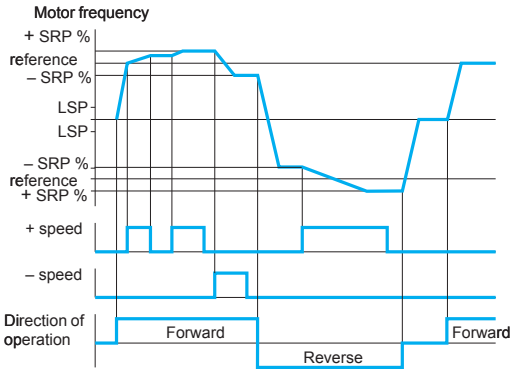 Motor frequency
+ SRP %
reference
– SRP %
LSP
LSP
– SRP %
reference
+ SRP %
+ speed
– speed
Direction of
operation
Forward
Reverse
Forward